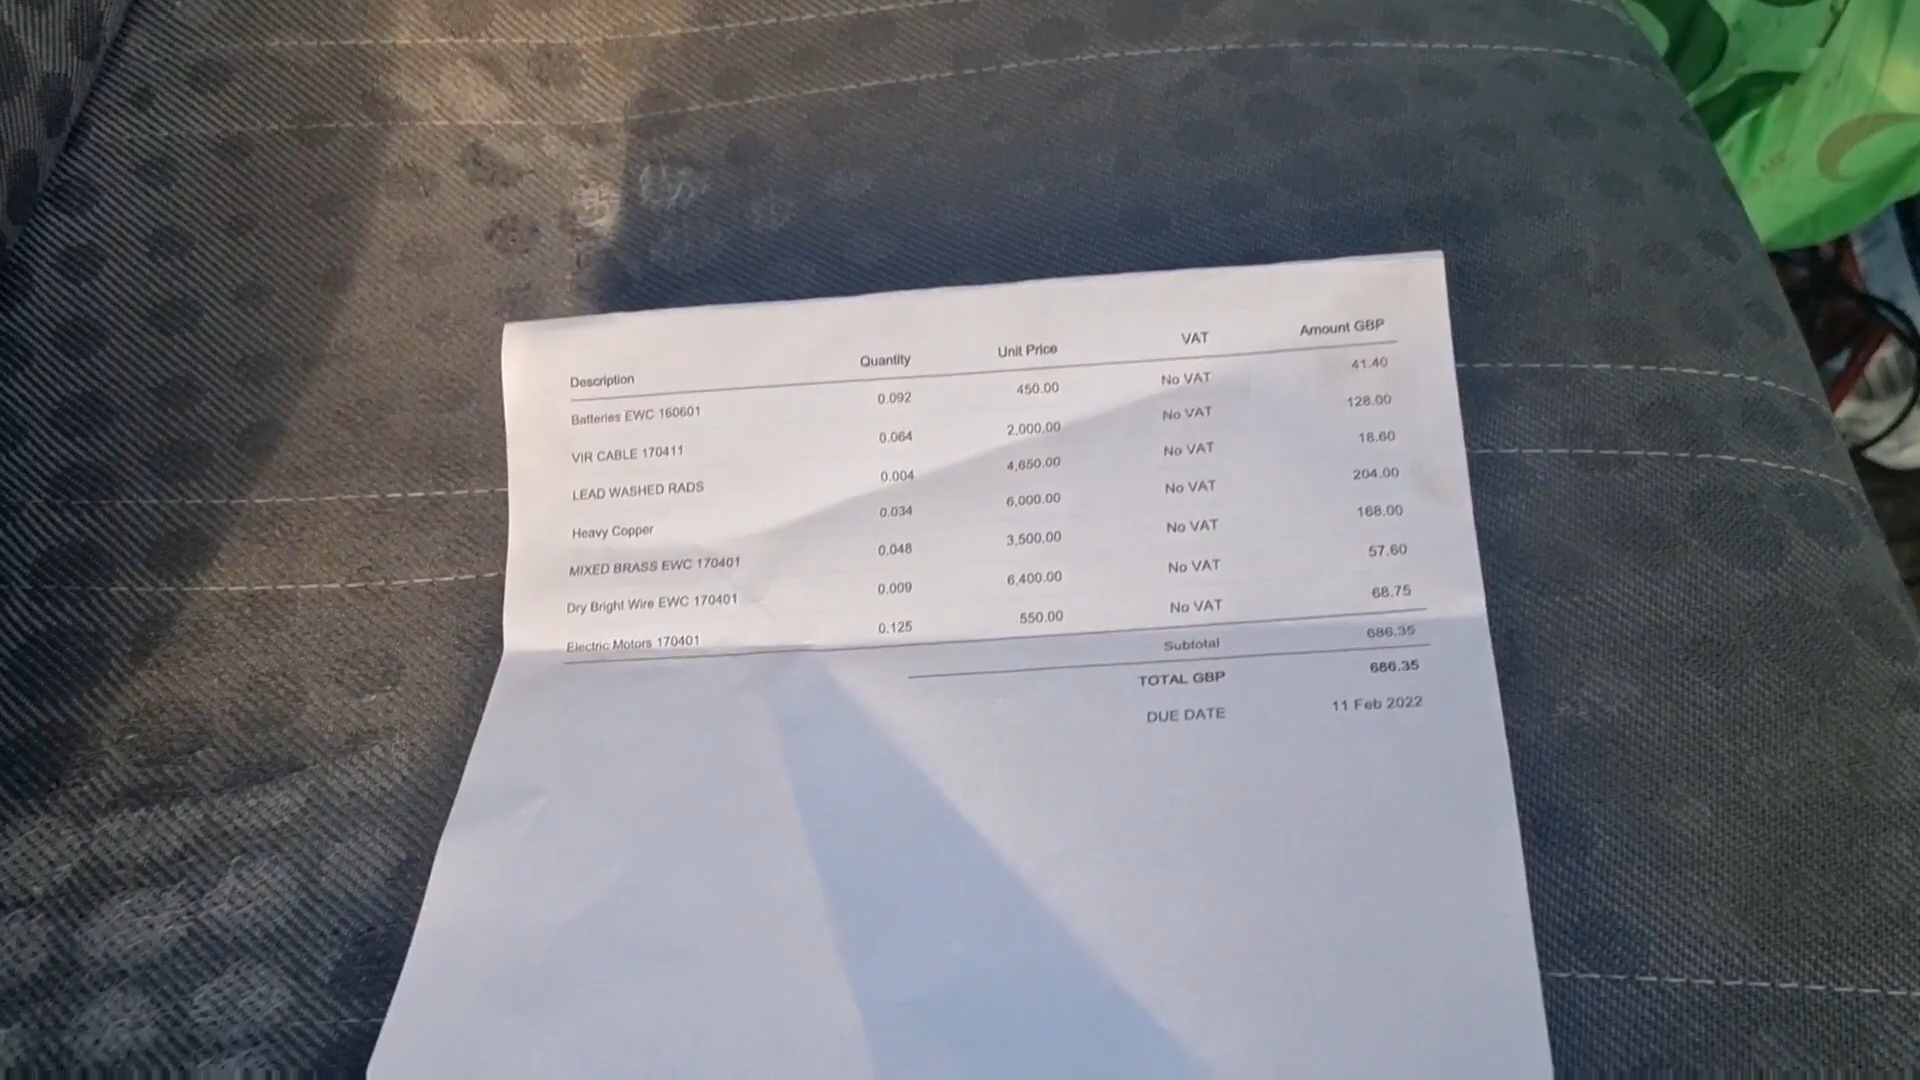 Description Quantity Unit Price VAT Amount GBP
Batteries EWC 160601 0.092 450.00 No VAT 41.40
VIR CABLE 170411 0.064 2,000.00 No VAT 128.00
LEAD WASHED RADS 0.004 4,650.00 No VAT 18.60
Heavy Copper 0.034 6,000.00 No VAT 204.00
MIXED BRASS EWC 170401 0.048 3,500.00 No VAT 168.00
Dry Bright Wire EWC 170401 0.009 6,400.00 No VAT 57.60
Electric Motors 170401 0.125 550.00 No VAT 68.75
Subtotal 686.35
TOTAL GBP 686.35
DUE DATE 11 Feb 2022